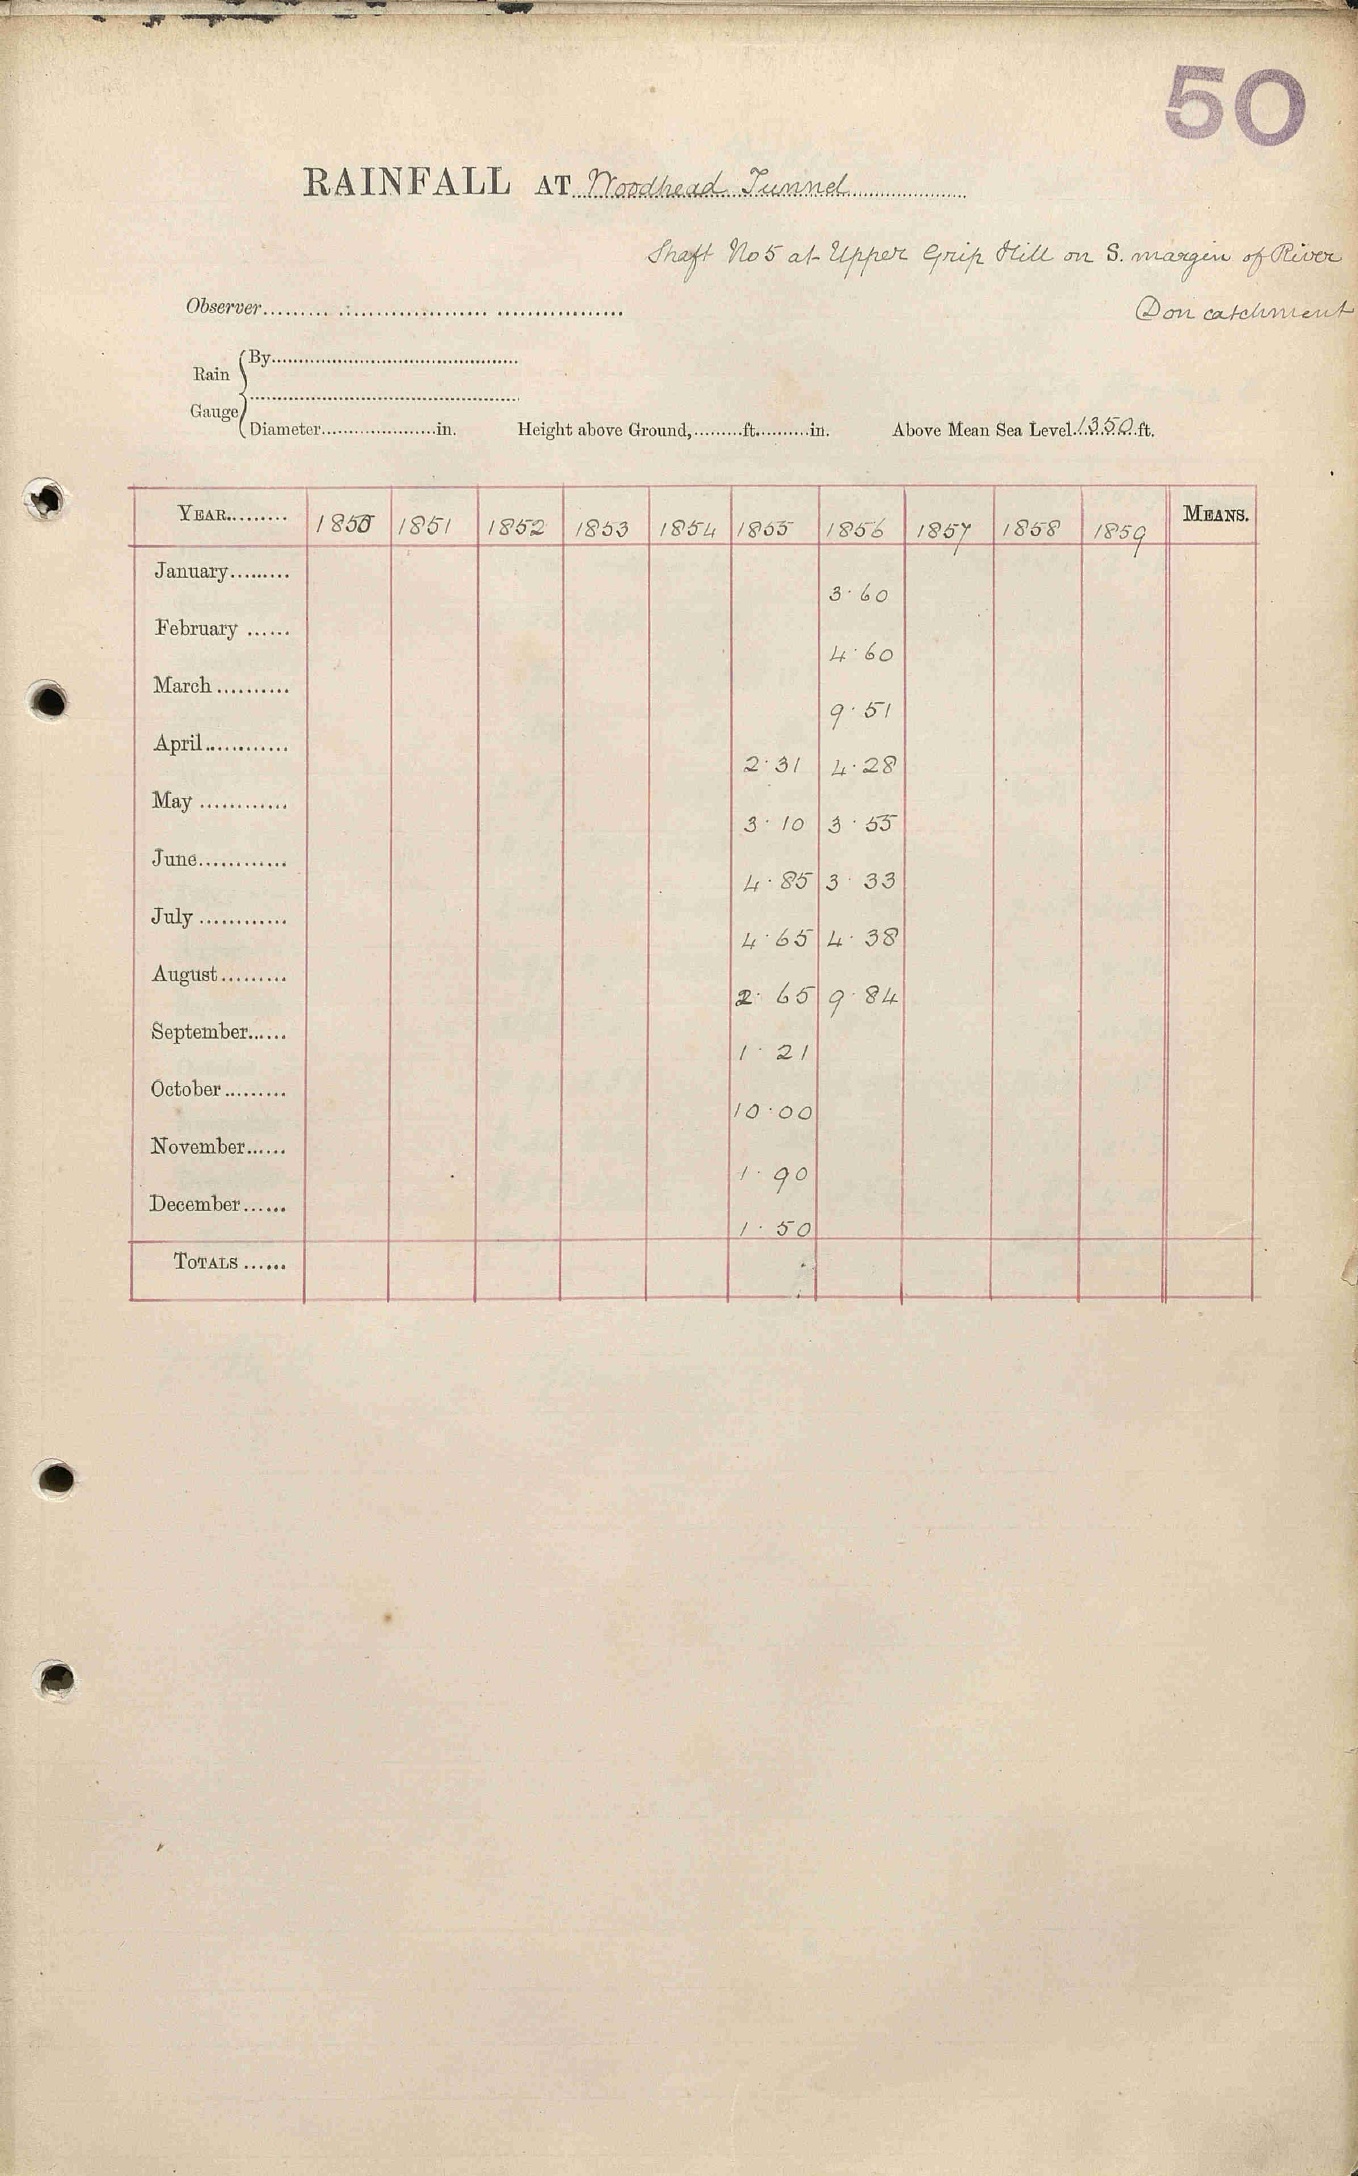 50
RAINFALL AT Woodhead Tunnel
Shaft No 5 at Upper Grip Hill on S. margin of River
Don catchment
Observer
Rain Gauge
By
Diameter in. Height above Ground, ft. in. Above Mean Sea Level 1350 ft.
YEAR 1850 1851 1852 1853 1854 1855 1856 1857 1858 1859 MEANS.
January 3.60
February 4.60
March 9.51
April 2.31 4.28
May 3.10 3.55
June 4.85 3.33
July 4.65 4.38
August 2.65 9.84
September 1.21
October 10.00
November 1.90
December 1.50
TOTALS